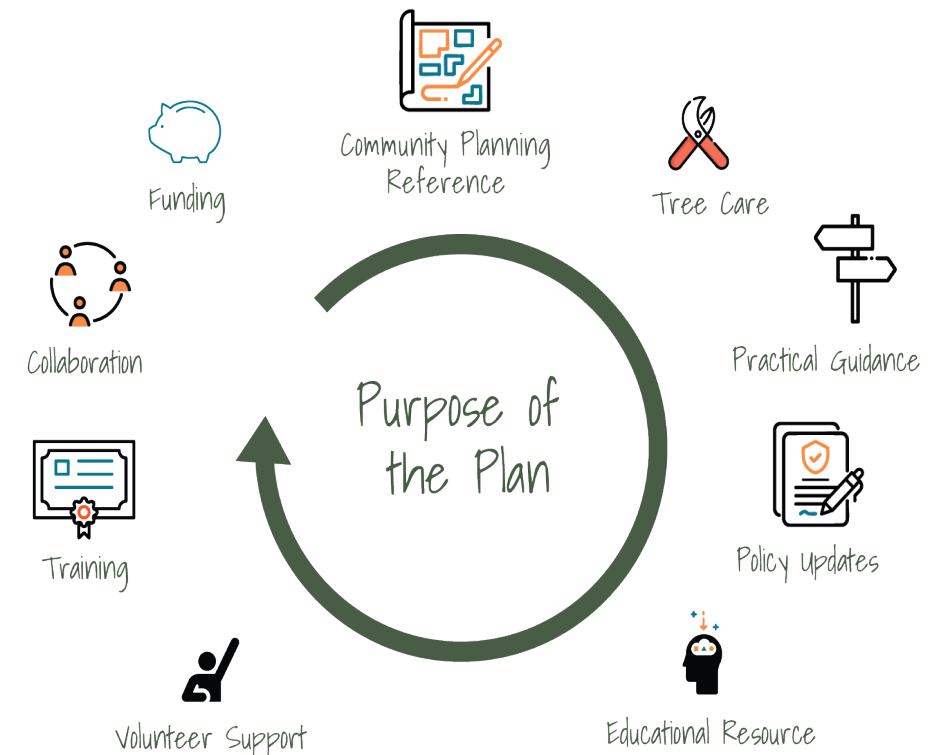 Community Planning
Reference
Funding
Tree Care
Collaboration
Practical Guidance
Purpose of
the Plan
Training
Policy Updates
Volunteer Support
Educational Resource